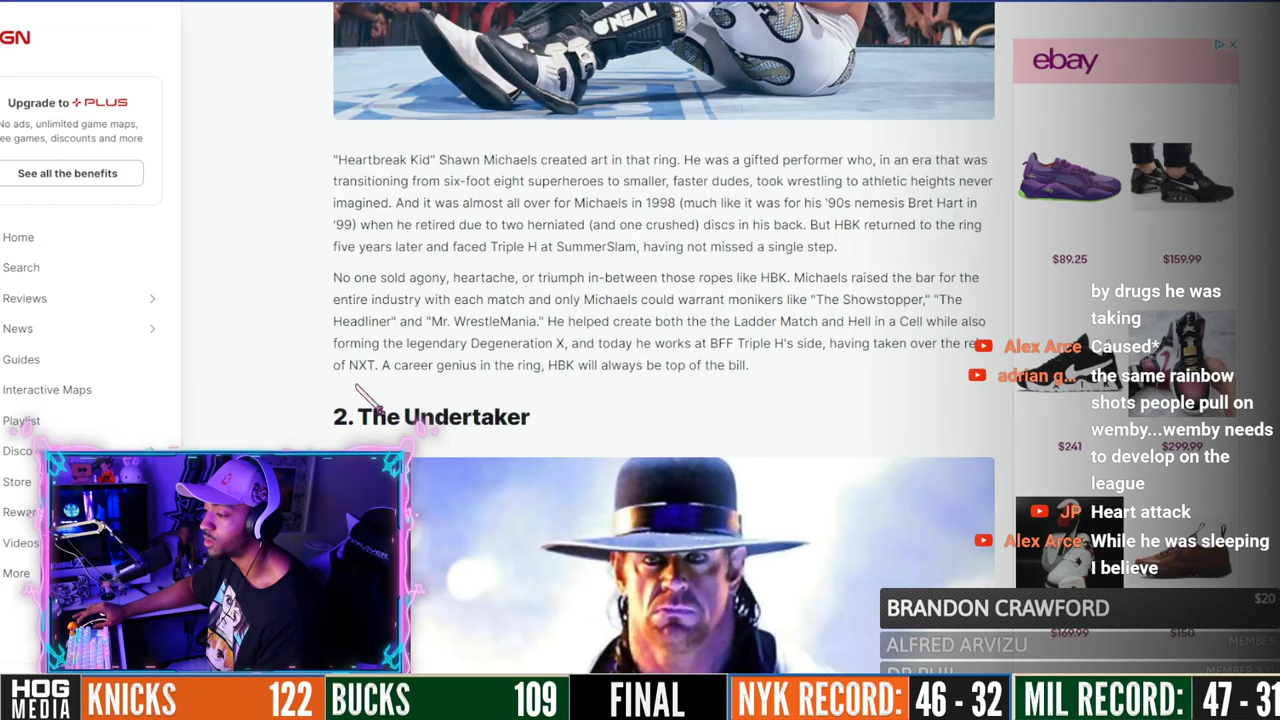 GN
Upgrade to PLUS
No ads, unlimited game maps,
ee games, discounts and more
See all the benefits
Home
Search
Reviews
News
Guides
Interactive Maps
Playlist
Disco
Store
Rewa
Videos
More
O'NEAL
"Heartbreak Kid" Shawn Michaels created art in that ring. He was a gifted performer who, in an era that was
transitioning from six-foot eight superheroes to smaller, faster dudes, took wrestling to athletic heights never
imagined. And it was almost all over for Michaels in 1998 (much like it was for his '90s nemesis Bret Hart in
'99) when he retired due to two herniated (and one crushed) discs in his back. But HBK returned to the ring
five years later and faced Triple H at SummerSlam, having not missed a single step.
No one sold agony, heartache, or triumph in-between those ropes like HBK. Michaels raised the bar for the
entire industry with each match and only Michaels could warrant monikers like "The Showstopper," "The
Headliner" and "Mr. WrestleMania." He helped create both the the Ladder Match and Hell in a Cell while also
forming the legendary Degeneration X, and today he works at BFF Triple H's side, having taken over the re
of NXT. A career genius in the ring, HBK will always be top of the bill.
2. The Undertaker
ebay
$89.25
$159.99
$241
$299.99
$169.99
$150
by drugs he was
taking
Alex Arce Caused*
adrian g... the same rainbow
shots people pull on
wemby...wemby needs
to develop on the
league
JP Heart attack
Alex Arce While he was sleeping
I believe
BRANDON CRAWFORD $20
ALFRED ARVIZU MEMBER
HOG
MEDIA
KNICKS 122 BUCKS 109 FINAL NYK RECORD: 46 - 32 MIL RECORD: 47 - 31